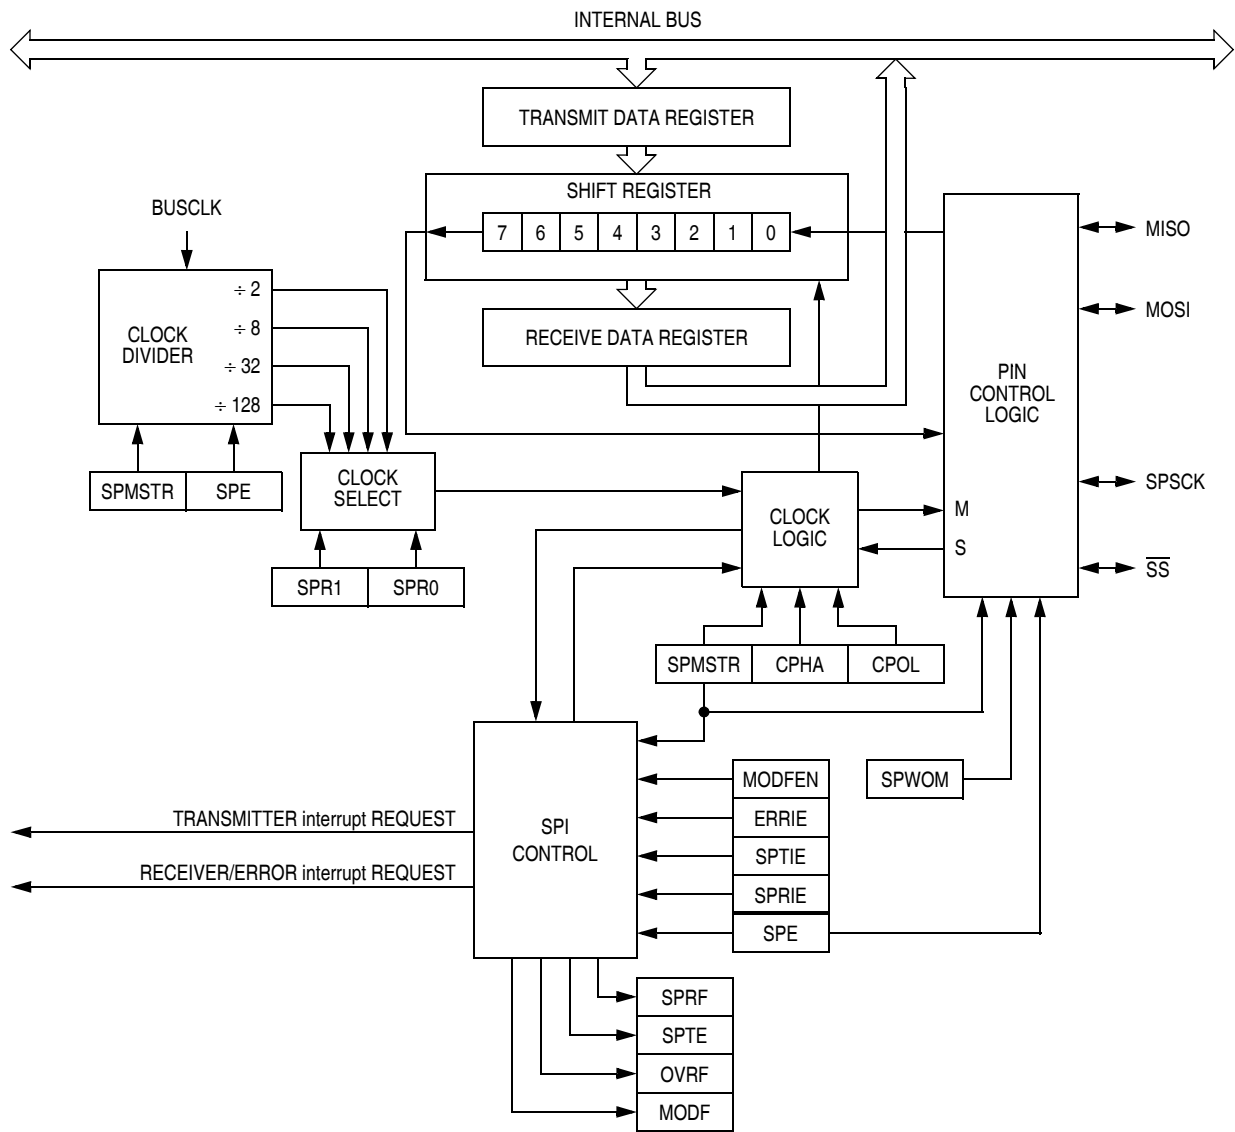 INTERNAL BUS
TRANSMIT DATA REGISTER
SHIFT REGISTER
7 6 5 4 3 2 1 0
RECEIVE DATA REGISTER
BUSCLK
CLOCK
DIVIDER
÷ 2
÷ 8
÷ 32
÷ 128
SPMSTR SPE
CLOCK
SELECT
SPR1 SPR0
CLOCK
LOGIC
PIN
CONTROL
LOGIC
M
S
MISO
MOSI
SPSCK
SS
SPMSTR CPHA CPOL
SPWOM
MODFEN
ERRIE
SPTIE
SPRIE
SPE
SPI
CONTROL
TRANSMITTER interrupt REQUEST
RECEIVER/ERROR interrupt REQUEST
SPRF
SPTE
OVRF
MODF